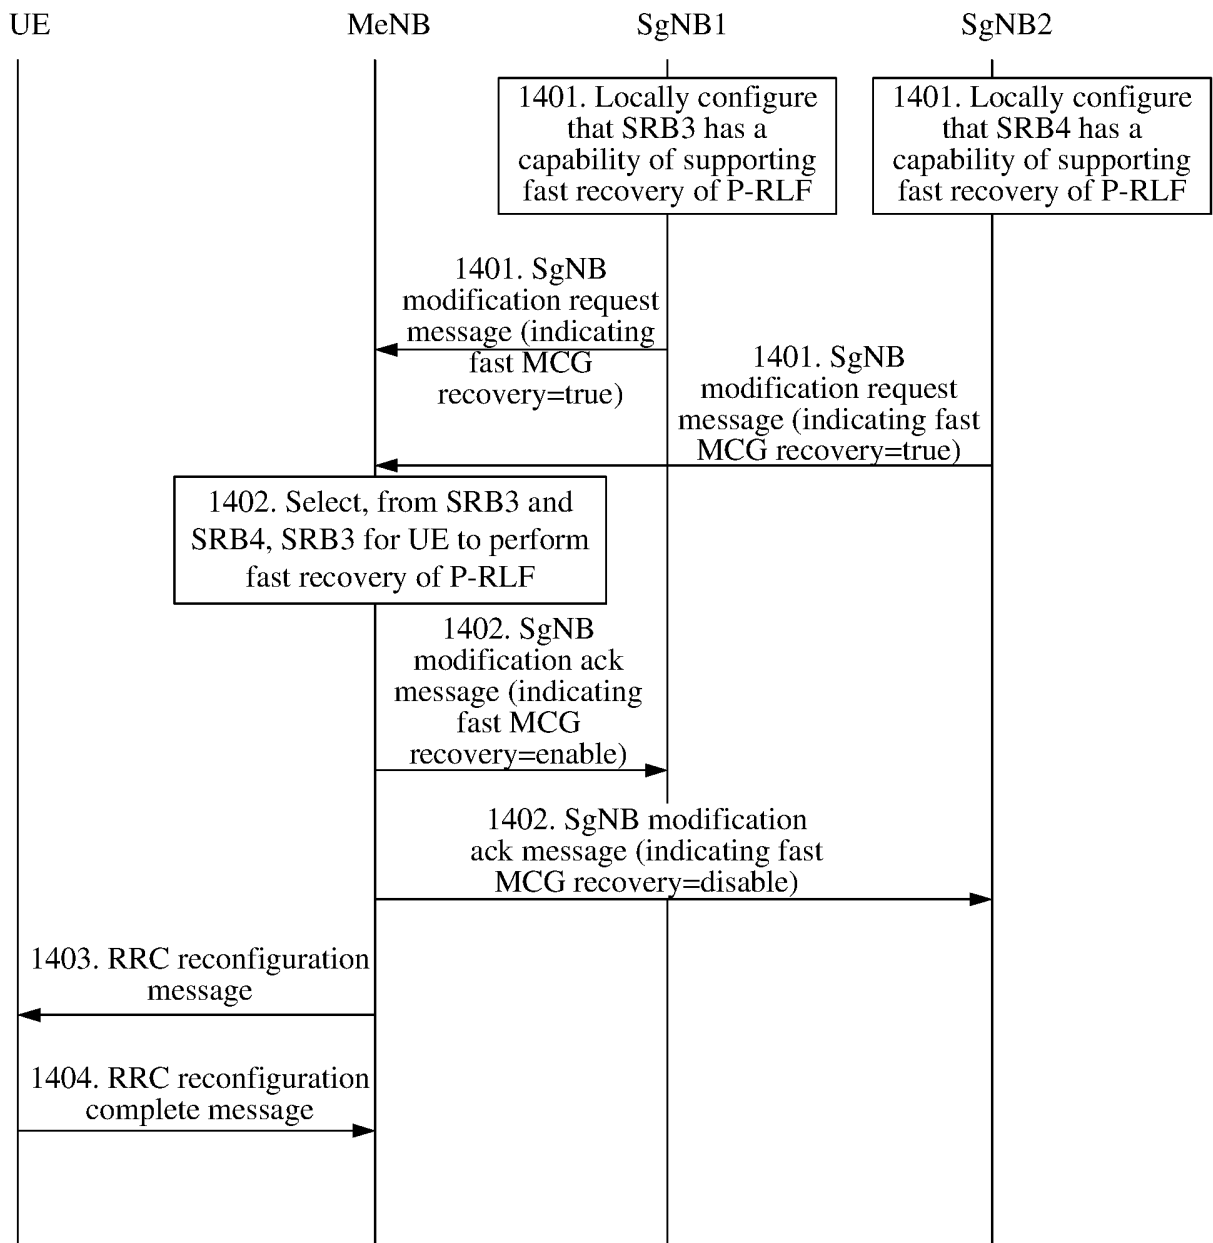 UE
MeNB
SgNB1
SgNB2
1401. Locally configure
that SRB3 has a
capability of supporting
fast recovery of P-RLF
1401. Locally configure
that SRB4 has a
capability of supporting
fast recovery of P-RLF
1401. SgNB
modification request
message (indicating
fast MCG
recovery=true)
1401. SgNB
modification request
message (indicating fast
MCG recovery=true)
1402. Select, from SRB3 and
SRB4, SRB3 for UE to perform
fast recovery of P-RLF
1402. SgNB
modification ack
message (indicating
fast MCG
recovery=enable)
1402. SgNB modification
ack message (indicating fast
MCG recovery=disable)
1403. RRC reconfiguration
message
1404. RRC reconfiguration
complete message